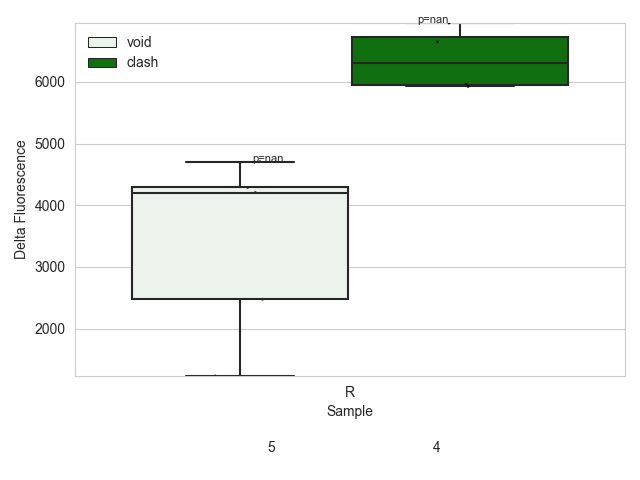 p=nan
void
clash
6000
5000
p=nan
4000
3000
2000
Delta Fluorescence
R
Sample
5 4